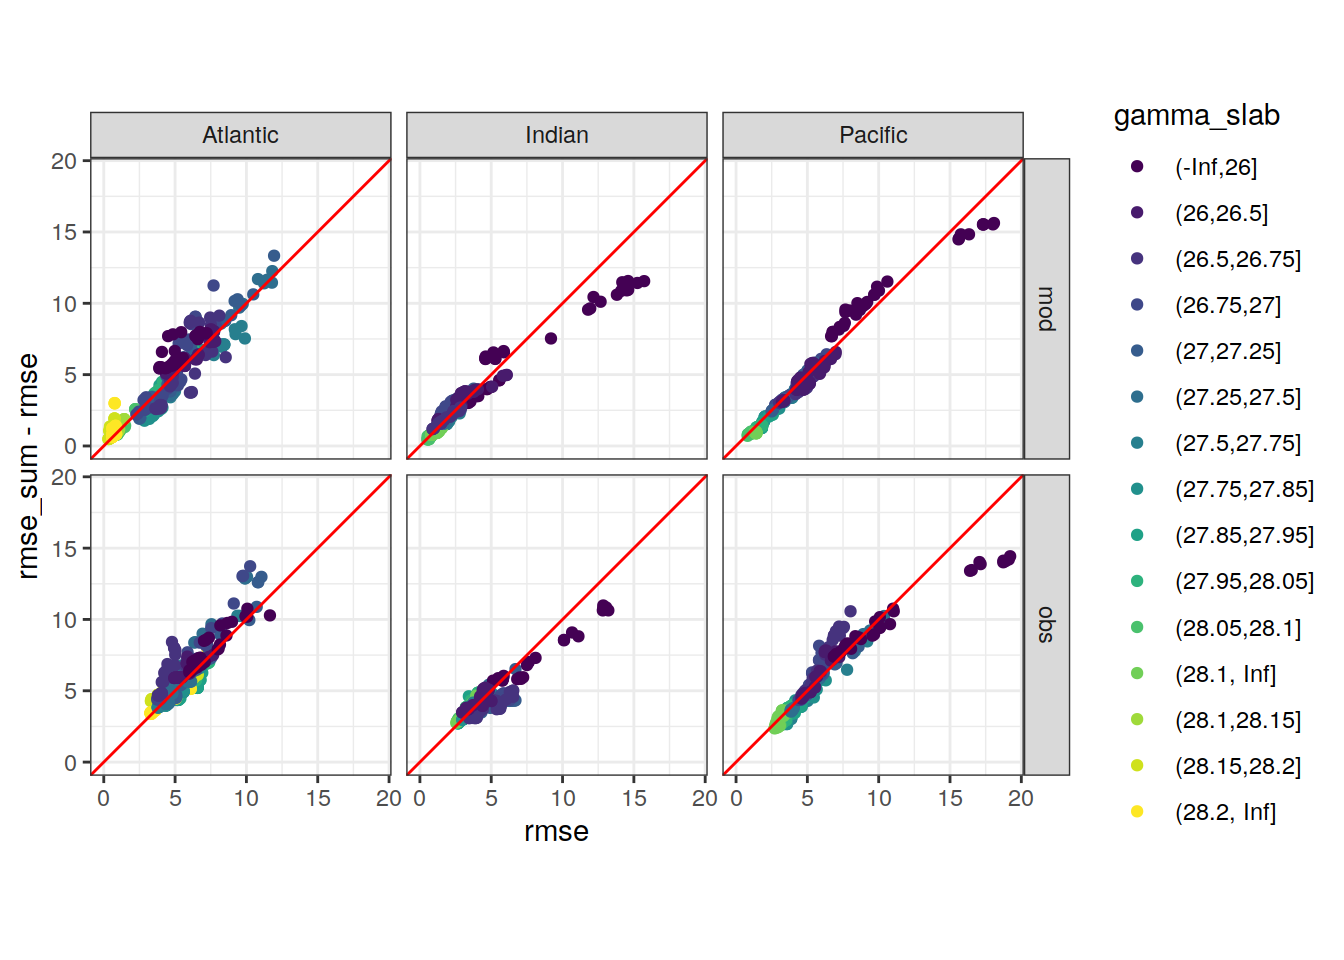 Atlantic Indian Pacific
gamma_slab
(-Inf,26]
(26,26.5]
(26.5,26.75]
(26.75,27]
(27,27.25]
(27.25,27.5]
(27.5,27.75]
(27.75,27.85]
(27.85,27.95]
(27.95,28.05]
(28.05,28.1]
(28.1, Inf]
(28.1,28.15]
(28.15,28.2]
(28.2, Inf]
20
15
10
5
0
mod
20
15
10
5
0
obs
rmse_sum - rmse
0 5 10 15 20 0 5 10 15 20 0 5 10 15 20
rmse